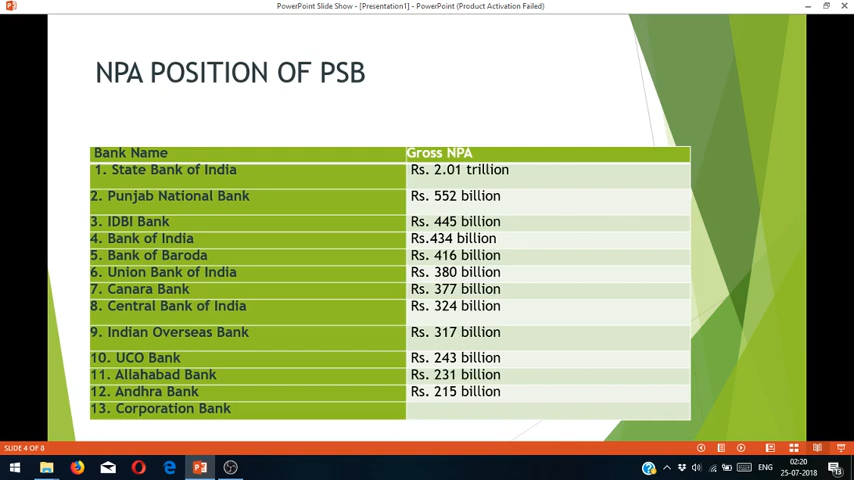 PowerPoint Slide Show - [Presentation1] - PowerPoint (Product Activation Failed)
NPA POSITION OF PSB
Bank Name Gross NPA
1. State Bank of India Rs. 2.01 trillion
2. Punjab National Bank Rs. 552 billion
3. IDBI Bank Rs. 445 billion
4. Bank of India Rs.434 billion
5. Bank of Baroda Rs. 416 billion
6. Union Bank of India Rs. 380 billion
7. Canara Bank Rs. 377 billion
8. Central Bank of India Rs. 324 billion
9. Indian Overseas Bank Rs. 317 billion
10. UCO Bank Rs. 243 billion
11. Allahabad Bank Rs. 231 billion
12. Andhra Bank Rs. 215 billion
13. Corporation Bank
SLIDE 4 OF 8
ENG 02:20
25-07-2018 13